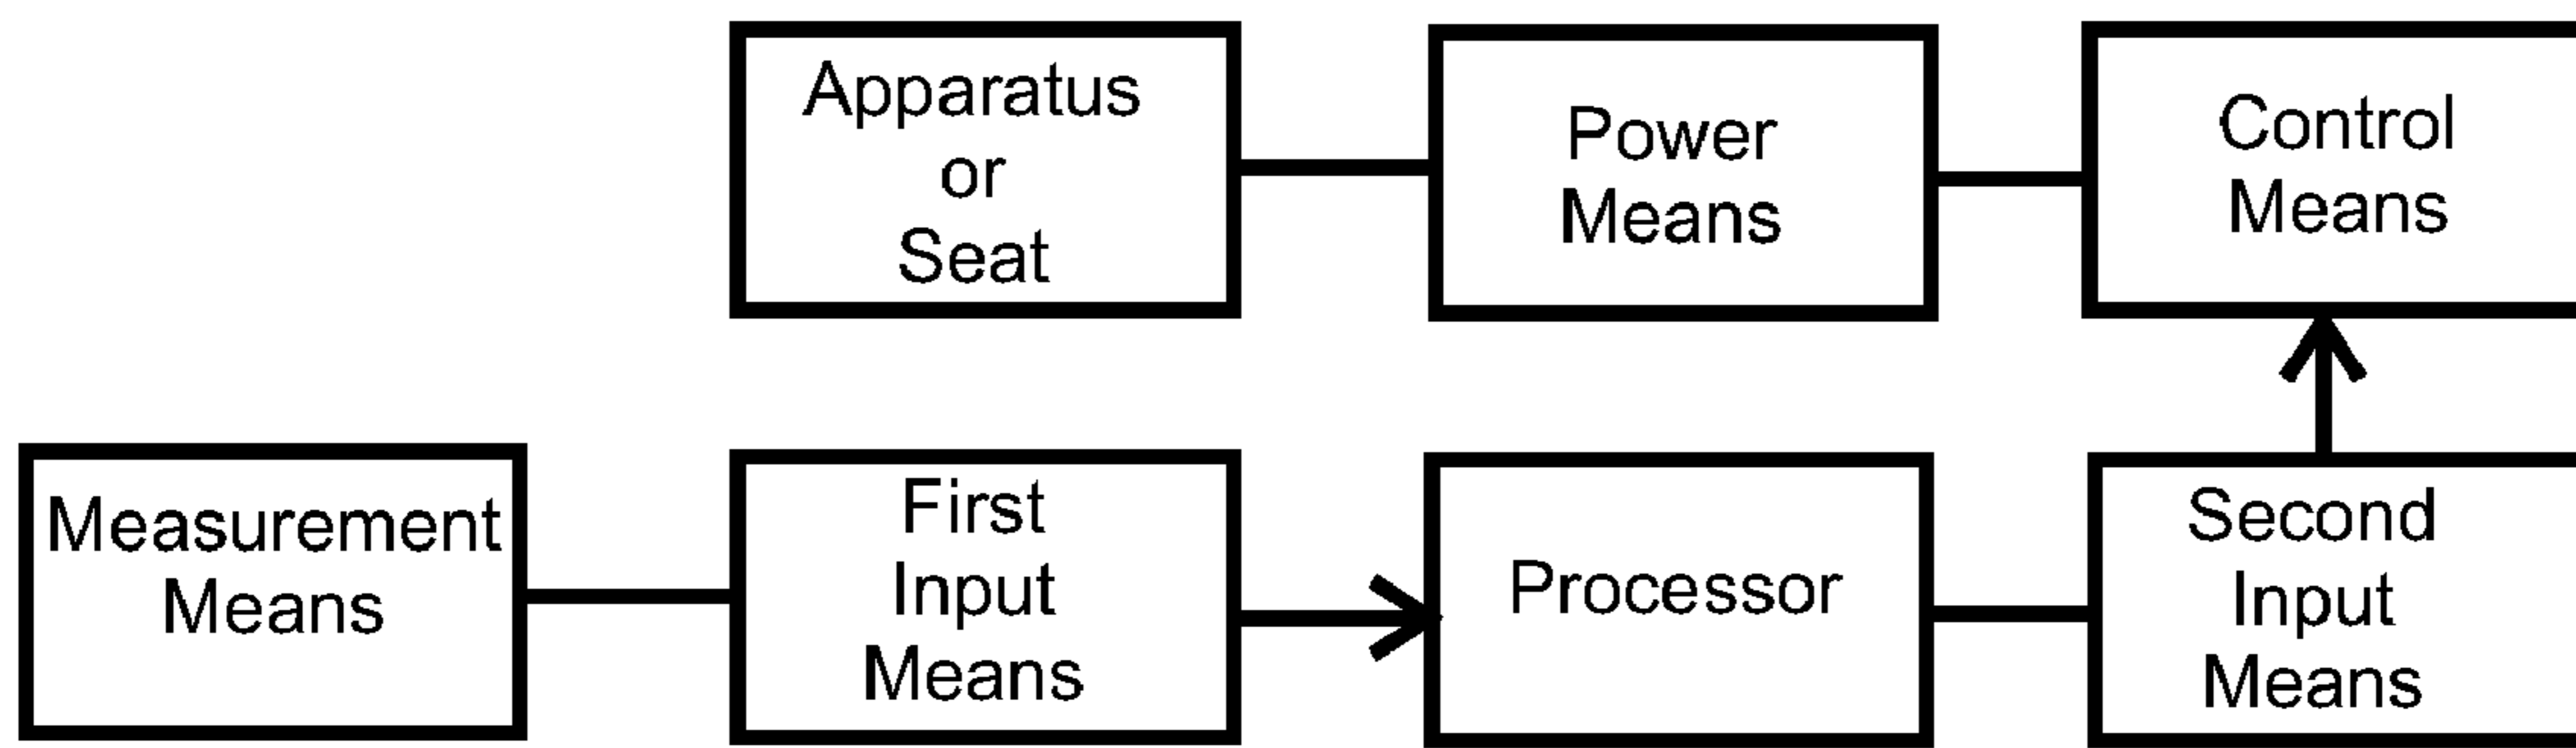 Apparatus
or
Seat
Power
Means
Control
Means
Measurement
Means
First
Input
Means
Processor
Second
Input
Means